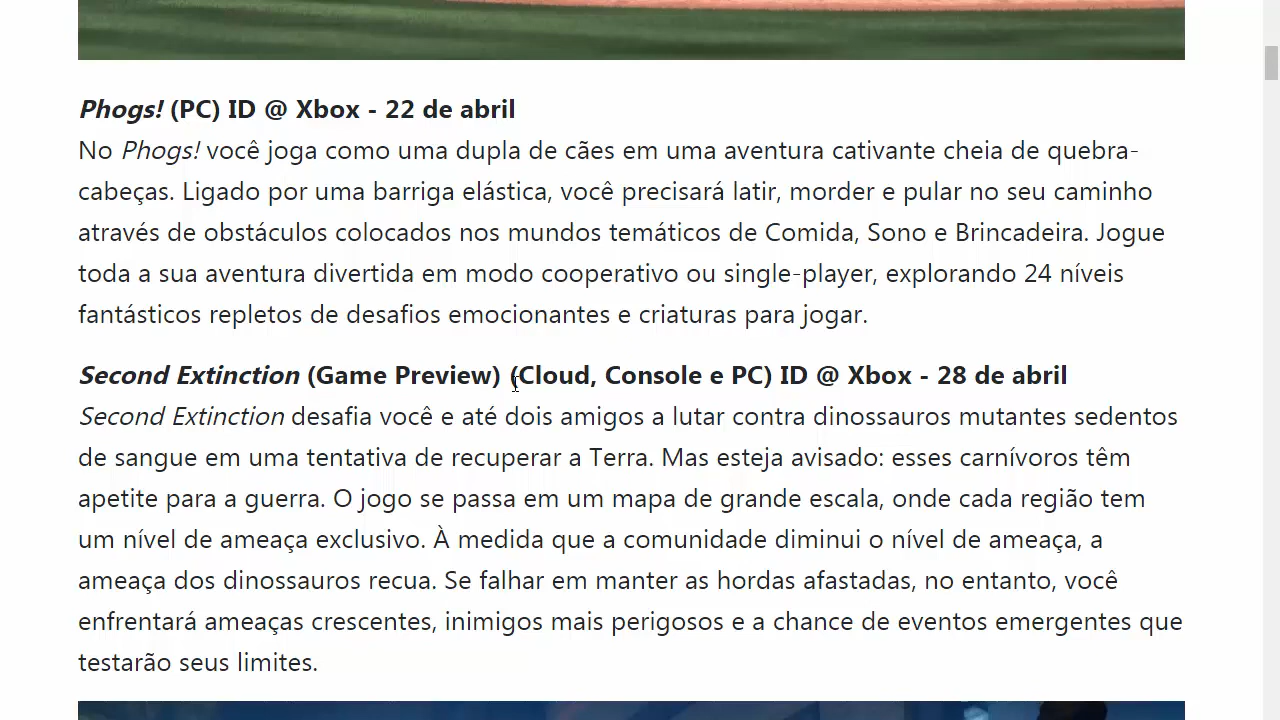 Phogs! (PC) ID @ Xbox - 22 de abril
No Phogs! você joga como uma dupla de cães em uma aventura cativante cheia de quebra-
cabeças. Ligado por uma barriga elástica, você precisará latir, morder e pular no seu caminho
através de obstáculos colocados nos mundos temáticos de Comida, Sono e Brincadeira. Jogue
toda a sua aventura divertida em modo cooperativo ou single-player, explorando 24 níveis
fantásticos repletos de desafios emocionantes e criaturas para jogar.
Second Extinction (Game Preview) (Cloud, Console e PC) ID @ Xbox - 28 de abril
Second Extinction desafia você e até dois amigos a lutar contra dinossauros mutantes sedentos
de sangue em uma tentativa de recuperar a Terra. Mas esteja avisado: esses carnívoros têm
apetite para a guerra. O jogo se passa em um mapa de grande escala, onde cada região tem
um nível de ameaça exclusivo. À medida que a comunidade diminui o nível de ameaça, a
ameaça dos dinossauros recua. Se falhar em manter as hordas afastadas, no entanto, você
enfrentará ameaças crescentes, inimigos mais perigosos e a chance de eventos emergentes que
testarão seus limites.